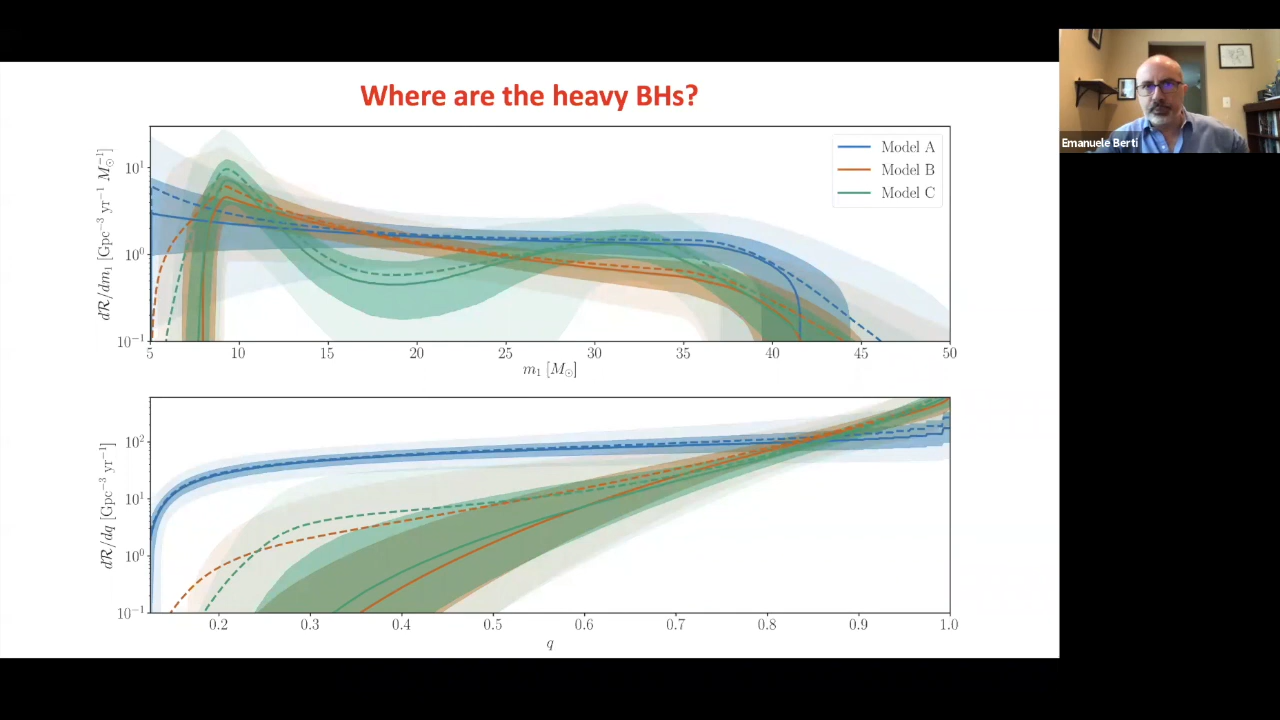 Where are the heavy BHs?
Emanuele Berti
dR/dm₁ [Gpc⁻³ yr⁻¹ M⊙⁻¹]
10¹
10⁰
10⁻¹
Model A
Model B
Model C
5 10 15 20 25 30 35 40 45 50
m₁ [M⊙]
dR/dq [Gpc⁻³ yr⁻¹]
10²
10¹
10⁰
10⁻¹
0.2 0.3 0.4 0.5 0.6 0.7 0.8 0.9 1.0
q